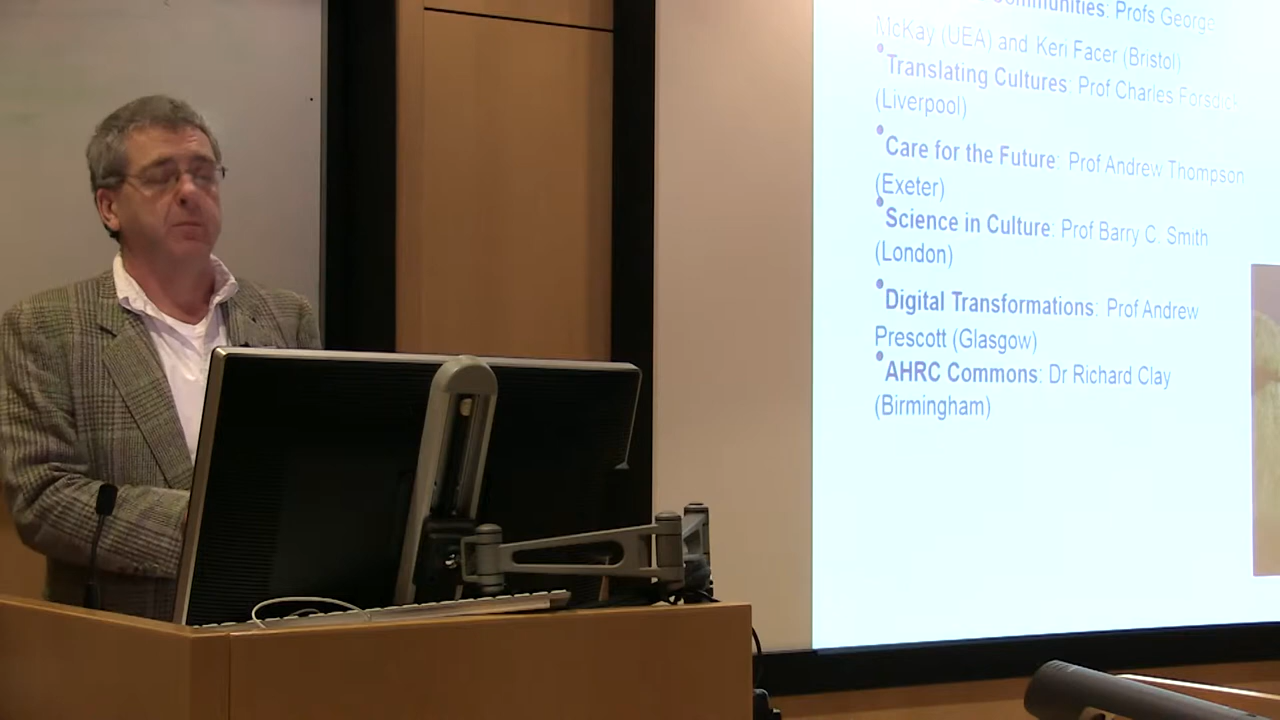 Communities: Profs George
McKay (UEA) and Keri Facer (Bristol)
•Translating Cultures: Prof Charles Forsdick
(Liverpool)
•Care for the Future: Prof Andrew Thompson
(Exeter)
•Science in Culture: Prof Barry C. Smith
(London)
•Digital Transformations: Prof Andrew
Prescott (Glasgow)
•AHRC Commons: Dr Richard Clay
(Birmingham)